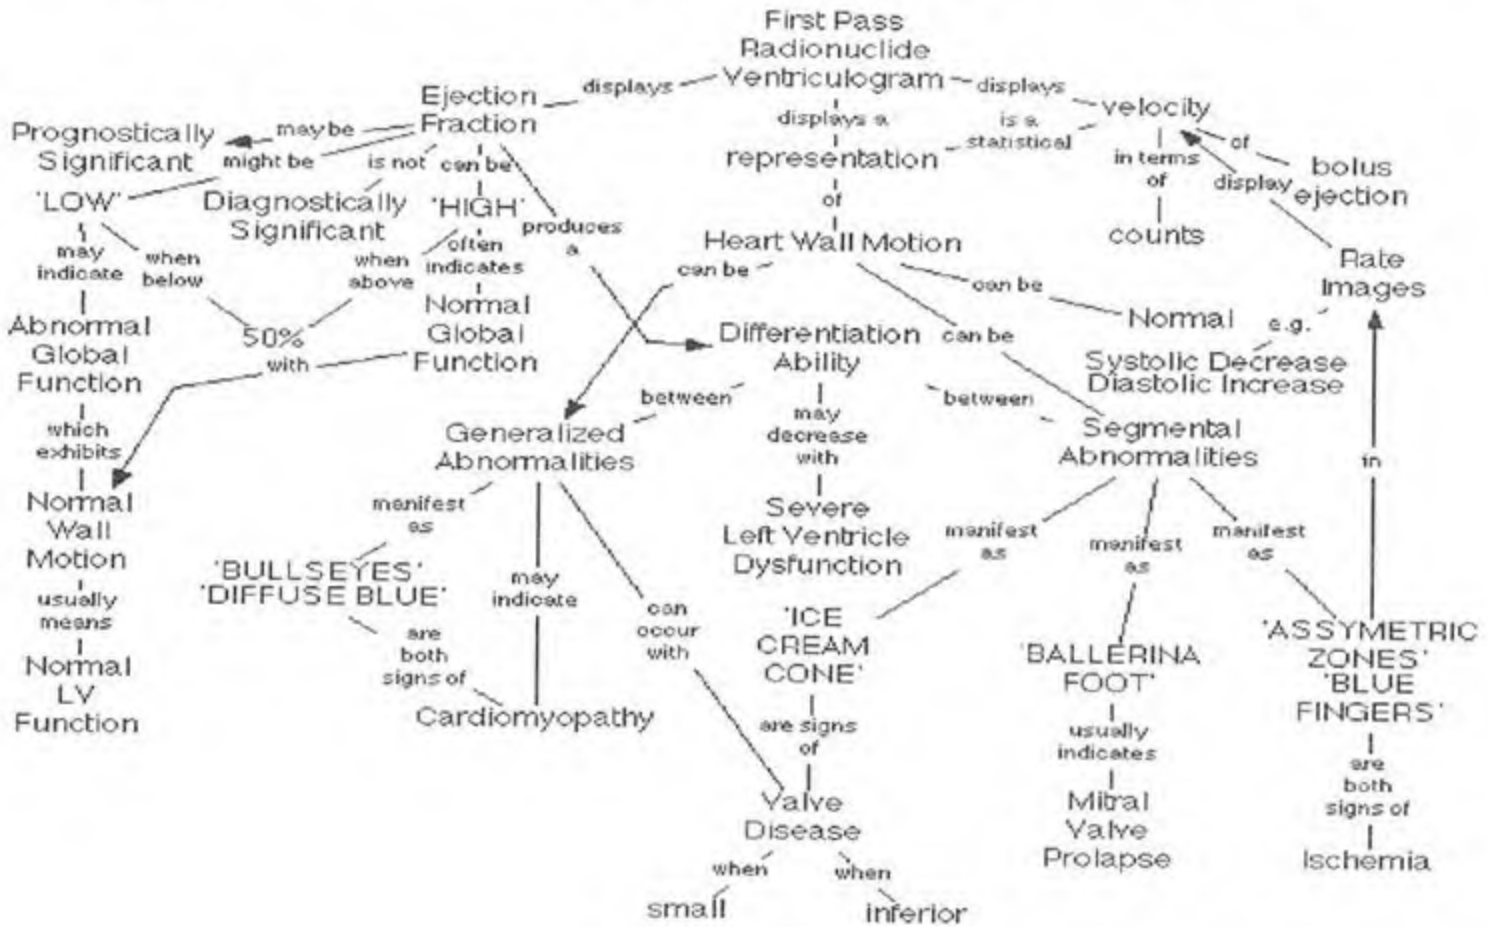 First Pass
Radionuclide
Ventriculogram
displays
displays a
displays
Ejection
Fraction
velocity
is a
statistical
representation
of
Heart Wall Motion
in terms
of
counts
of
bolus
ejection
display
Rate
Images
e.g.
Systolic Decrease
Diastolic Increase
may be
Prognostically
Significant
might be
'LOW'
is not
Diagnostically
Significant
can be
'HIGH'
produces
a
may
indicate
when
below
when
above
50%
often
indicates
Normal
Global
Function
Abnormal
Global
Function
with
which
exhibits
Normal
Wall
Motion
usually
means
Normal
LV
Function
can be
can be
can be
Normal
Differentiation
Ability
between
may
decrease
with
between
Severe
Left Ventricle
Dysfunction
Generalized
Abnormalities
manifest
as
'BULLSEYES'
'DIFFUSE BLUE'
are
both
signs of
may
indicate
Cardiomyopathy
can
occur
with
Segmental
Abnormalities
manifest
as
manifest
as
manifest
as
in
'ICE
CREAM
CONE'
are signs
of
Valve
Disease
when
small
when
inferior
'BALLERINA
FOOT'
usually
indicates
Mitral
Valve
Prolapse
'ASSYMETRIC
ZONES'
'BLUE
FINGERS'
are
both
signs of
Ischemia